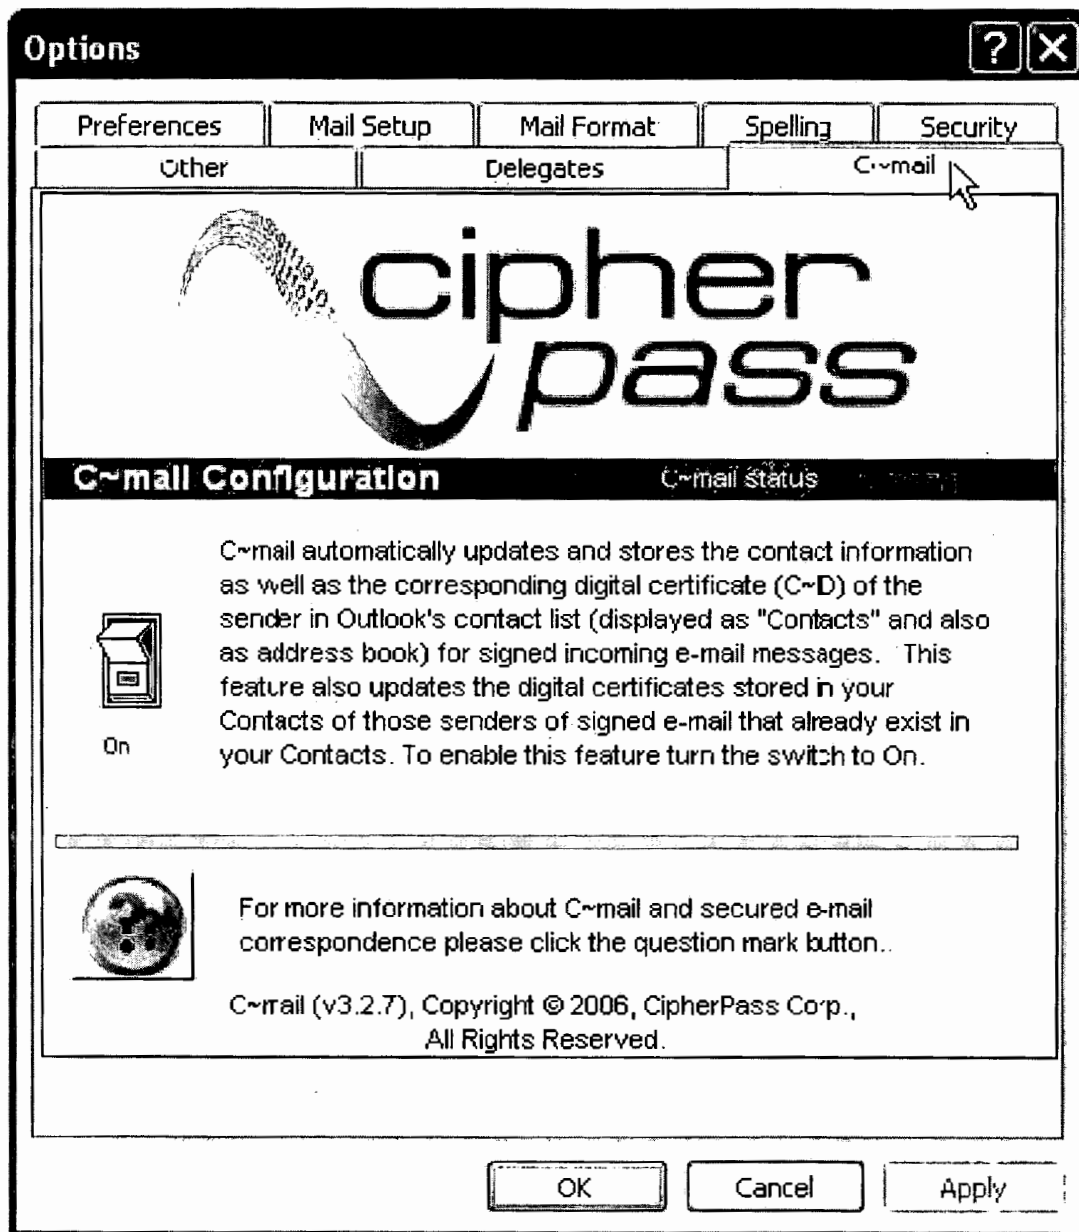 Options
Preferences Mail Setup Mail Format Spelling Security
Other Delegates C~mail
cipher
pass
C~mail Configuration C~mail Status
C~mail automatically updates and stores the contact information
as well as the corresponding digital certificate (C~D) of the
sender in Outlook's contact list (displayed as "Contacts" and also
as address book) for signed incoming e-mail messages. This
feature also updates the digital certificates stored in your
Contacts of those senders of signed e-mail that already exist in
your Contacts. To enable this feature turn the switch to On.
On
For more information about C~mail and secured e-mail
correspondence please click the question mark button..
C~mail (v3.2.7), Copyright © 2006, CipherPass Corp.,
All Rights Reserved.
OK Cancel Apply